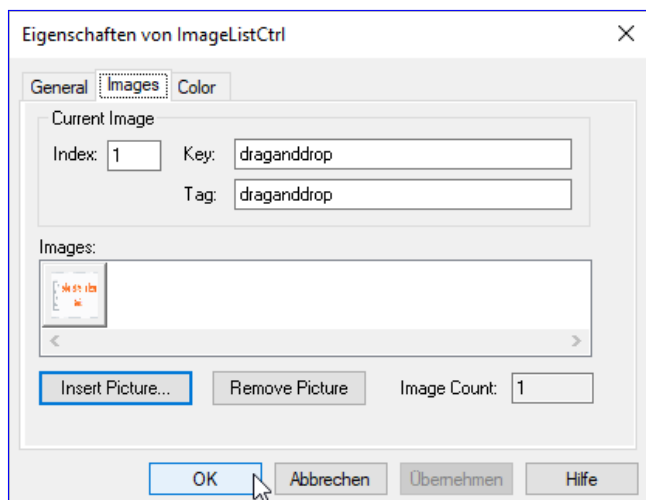 Eigenschaften von ImageListCtrl
General Images Color
Current Image
Index: 1 Key: draganddrop
Tag: draganddrop
Images:
Insert Picture... Remove Picture Image Count: 1
OK Abbrechen Übernehmen Hilfe